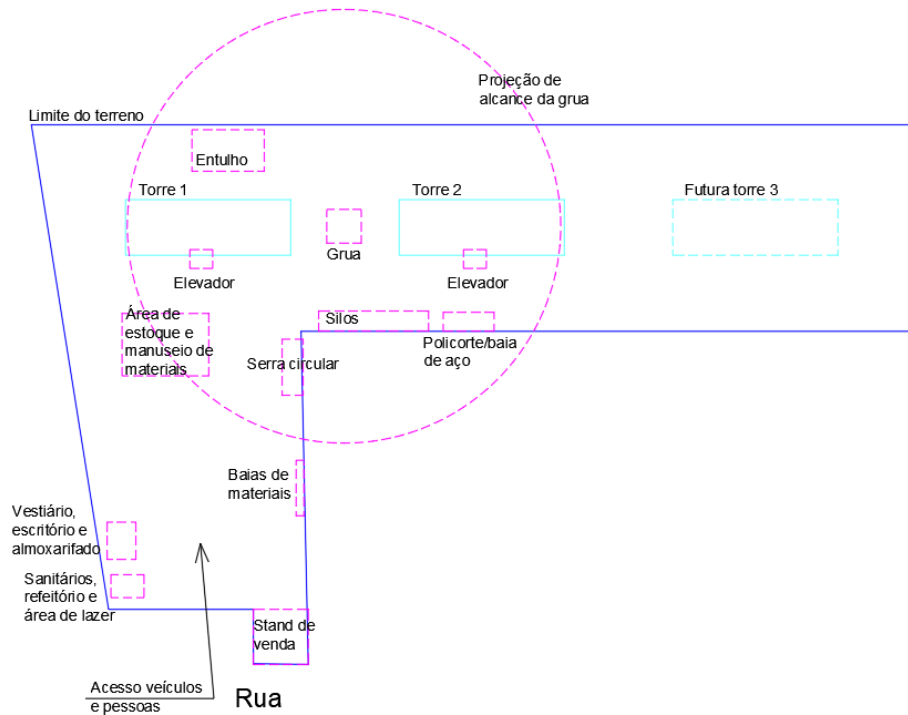 Projeção de
alcance da grua
Limite do terreno
Entulho
Torre 1
Torre 2
Futura torre 3
Grua
Elevador
Elevador
Área de
estoque e
manuseio de
materiais
Silos
Policorte/baia
de aço
Serra circular
Baias de
materiais
Vestiário,
escritório e
almoxarifado
Sanitários,
refeitório e
área de lazer
Stand de
venda
Acesso veículos
e pessoas
Rua